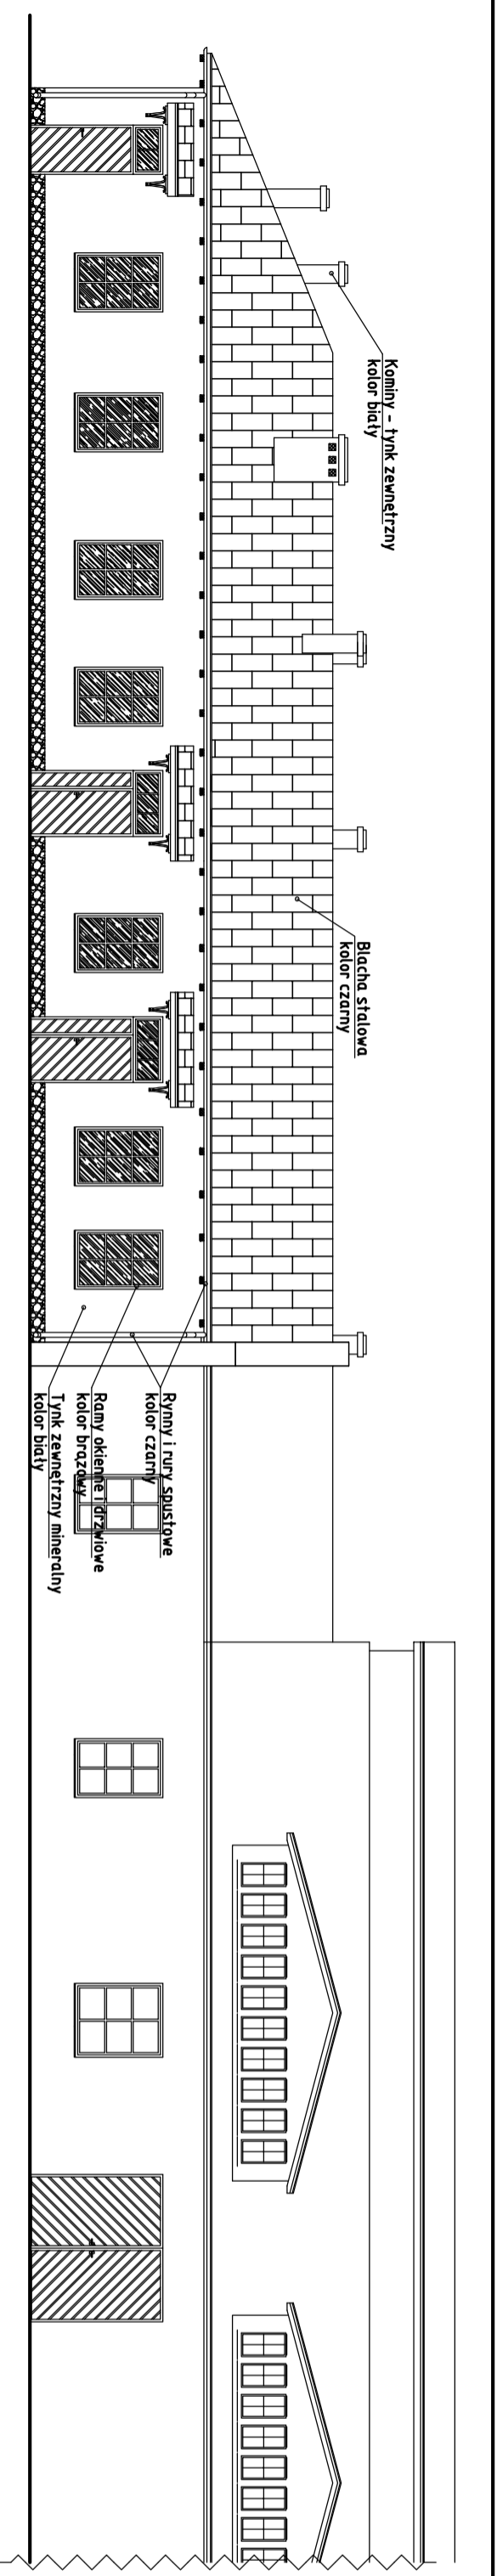 Kominy - tynk zewnętrzny
kolor biały
Blacha stalowa
kolor czarny
Rynny i rury spustowe
kolor czarny
Ramy okienne i drzwiowe
kolor brązowy
Tynk zewnętrzny mineralny
kolor biały